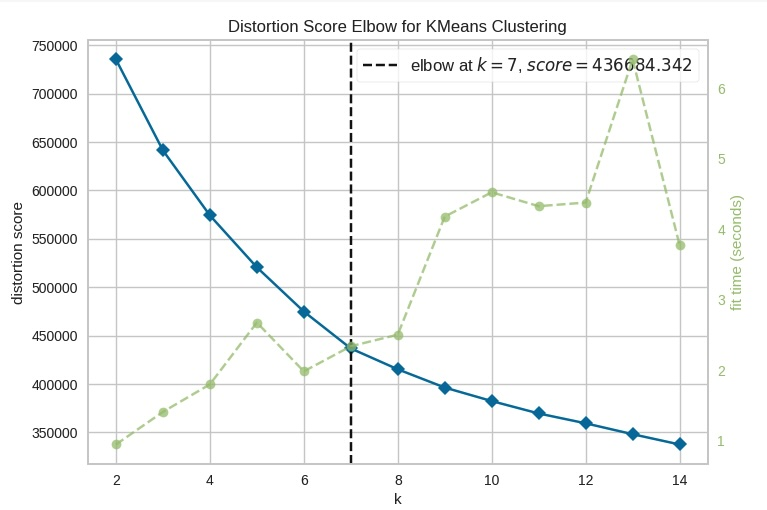 Distortion Score Elbow for KMeans Clustering
elbow at k = 7, score = 436684.342
750000
700000
650000
600000
550000
500000
450000
400000
350000
distortion score
6
5
4
3
2
1
fit time (seconds)
2 4 6 8 10 12 14
k